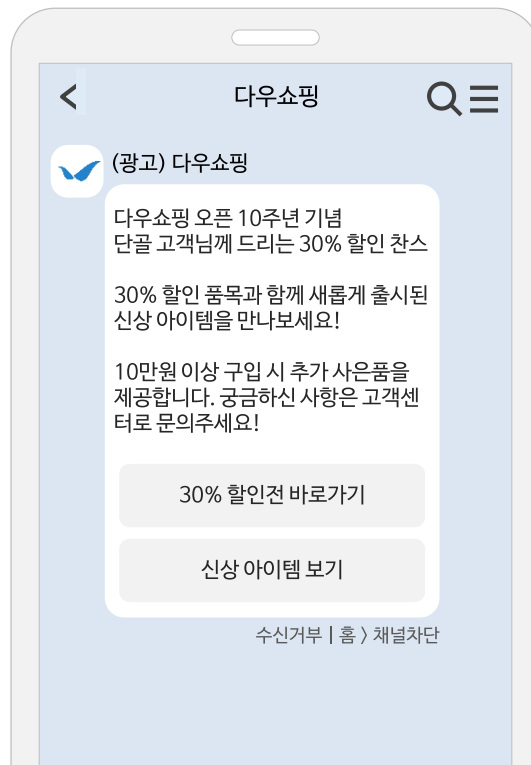 다우쇼핑
(광고) 다우쇼핑
다우쇼핑 오픈 10주년 기념
단골 고객님께 드리는 30% 할인 찬스
30% 할인 품목과 함께 새롭게 출시된
신상 아이템을 만나보세요!
10만원 이상 구입 시 추가 사은품을
제공합니다. 궁금하신 사항은 고객센
터로 문의주세요!
30% 할인전 바로가기
신상 아이템 보기
수신거부 | 홈 > 채널차단